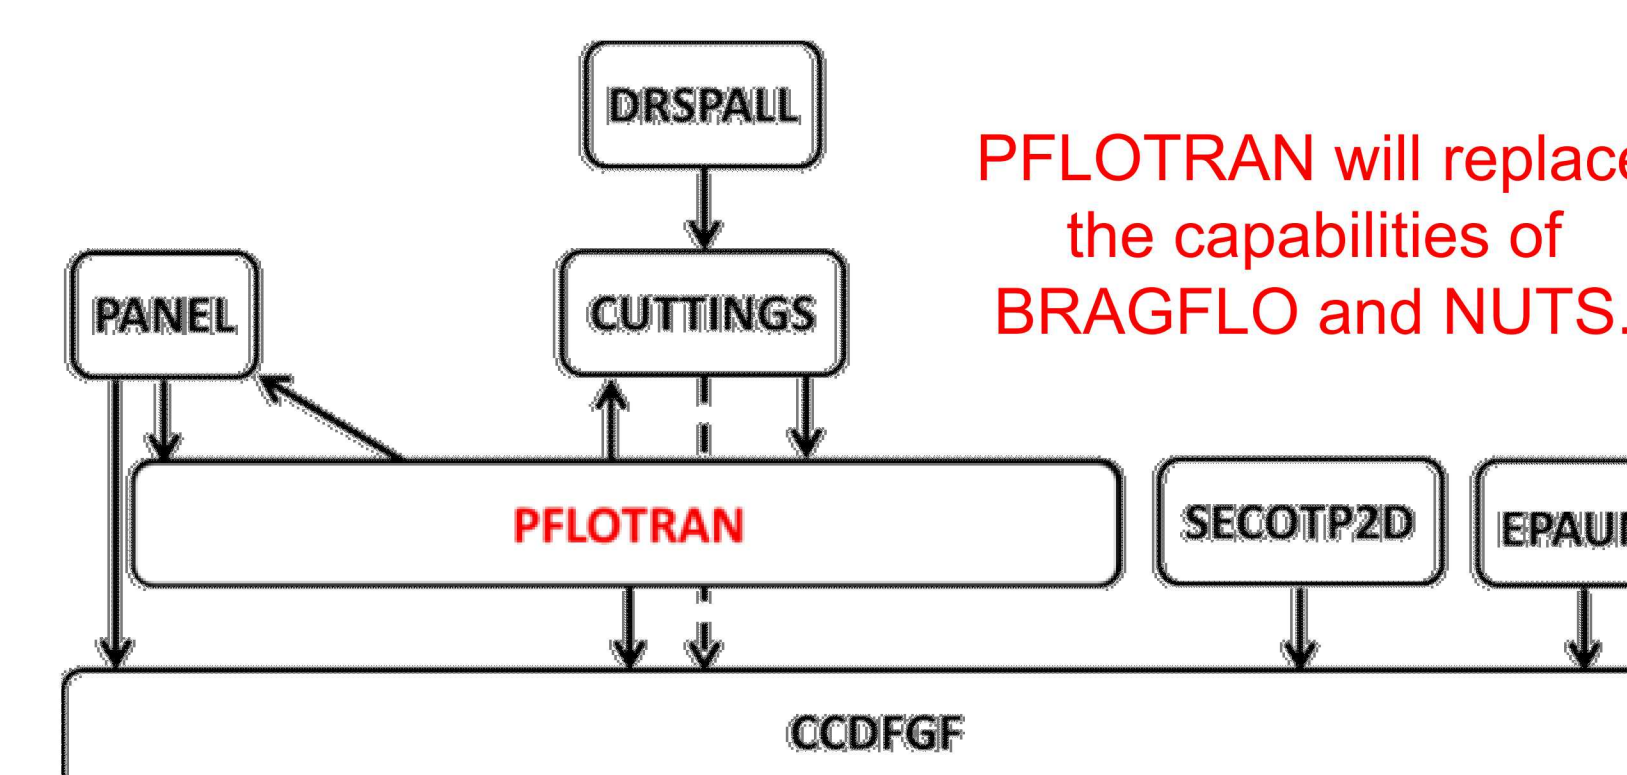 DRSPALL
PFLOTRAN will replace
the capabilities of
BRAGFLO and NUTS.
PANEL
CUTTINGS
PFLOTRAN
SECOTP2D
CCDFGF